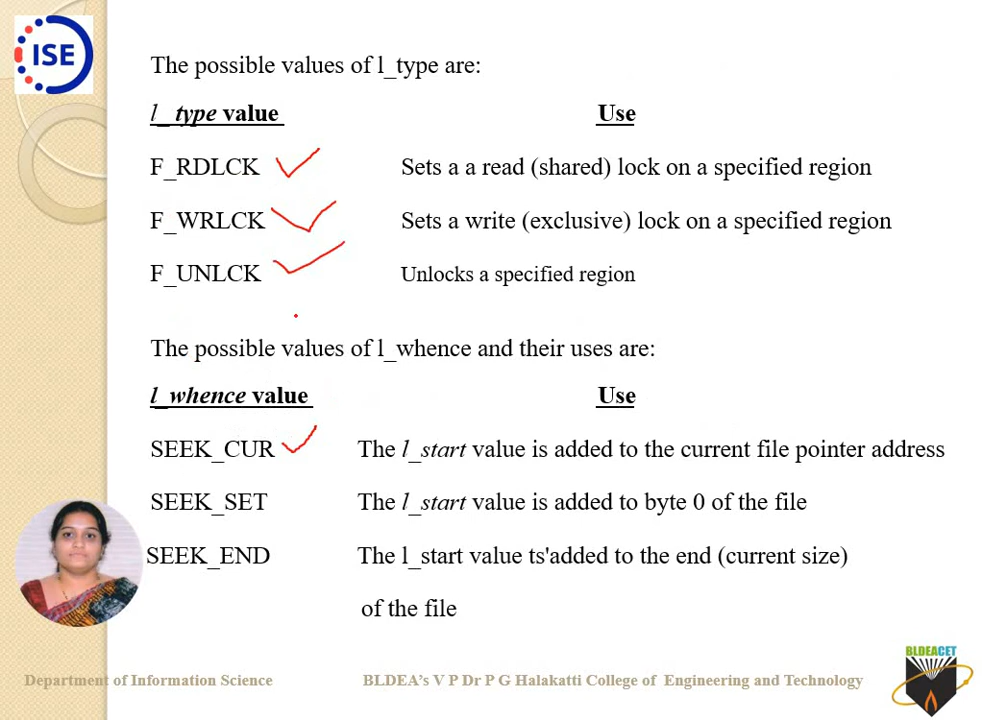 ISE
The possible values of l_type are:
l_ type value Use
F_RDLCK Sets a a read (shared) lock on a specified region
F_WRLCK Sets a write (exclusive) lock on a specified region
F_UNLCK Unlocks a specified region
The possible values of l_whence and their uses are:
l_whence value Use
SEEK_CUR The l_start value is added to the current file pointer address
SEEK_SET The l_start value is added to byte 0 of the file
SEEK_END The l_start value ts'added to the end (current size)
of the file
BLDEACET
Department of Information Science BLDEA’s V P Dr P G Halakatti College of Engineering and Technology